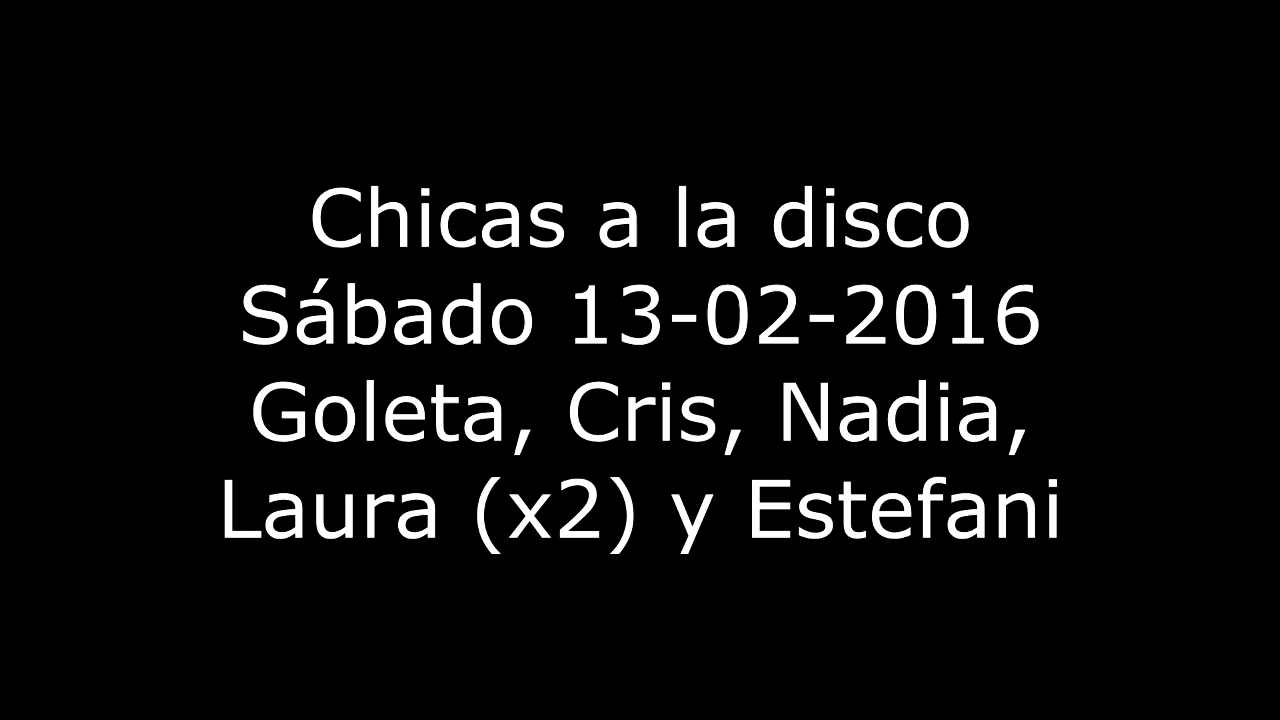 Chicas a la disco
Sábado 13-02-2016
Goleta, Cris, Nadia,
Laura (x2) y Estefani